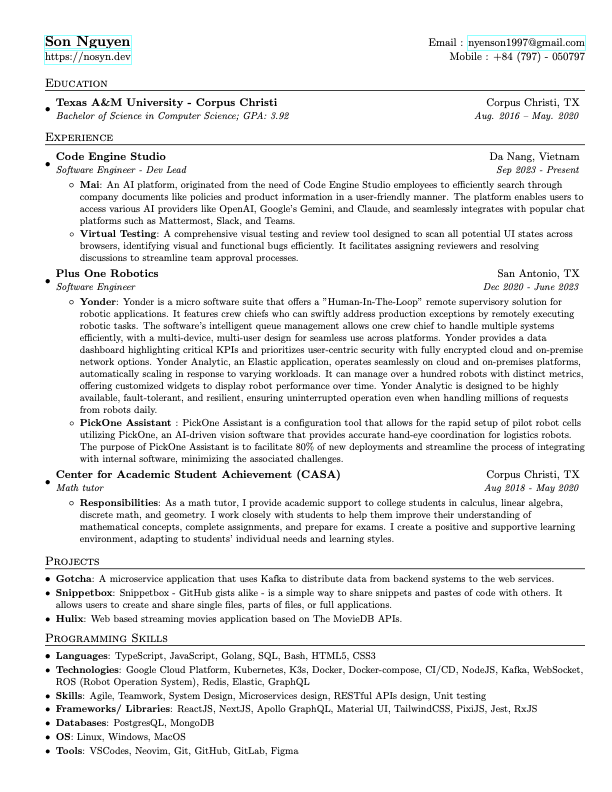 Son Nguyen
Email : nyenson1997@gmail.com
https://nosyn.dev
Mobile : +84 (797) - 050797
Education
• Texas A&M University - Corpus Christi
Corpus Christi, TX
Bachelor of Science in Computer Science; GPA: 3.92
Aug. 2016 – May. 2020
Experience
• Code Engine Studio
Da Nang, Vietnam
Software Engineer - Dev Lead
Sep 2023 - Present
◦ Mai: An AI platform, originated from the need of Code Engine Studio employees to efficiently search through
company documents like policies and product information in a user-friendly manner. The platform enables users to
access various AI providers like OpenAI, Google's Gemini, and Claude, and seamlessly integrates with popular chat
platforms such as Mattermost, Slack, and Teams.
◦ Virtual Testing: A comprehensive visual testing and review tool designed to scan all potential UI states across
browsers, identifying visual and functional bugs efficiently. It facilitates assigning reviewers and resolving
discussions to streamline team approval processes.
• Plus One Robotics
San Antonio, TX
Software Engineer
Dec 2020 - June 2023
◦ Yonder: Yonder is a micro software suite that offers a "Human-In-The-Loop" remote supervisory solution for
robotic applications. It features crew chiefs who can swiftly address production exceptions by remotely executing
robotic tasks. The software's intelligent queue management allows one crew chief to handle multiple systems
efficiently, with a multi-device, multi-user design for seamless use across platforms. Yonder provides a data
dashboard highlighting critical KPIs and prioritizes user-centric security with fully encrypted cloud and on-premise
network options. Yonder Analytic, an Elastic application, operates seamlessly on cloud and on-premises platforms,
automatically scaling in response to varying workloads. It can manage over a hundred robots with distinct metrics,
offering customized widgets to display robot performance over time. Yonder Analytic is designed to be highly
available, fault-tolerant, and resilient, ensuring uninterrupted operation even when handling millions of requests
from robots daily.
◦ PickOne Assistant : PickOne Assistant is a configuration tool that allows for the rapid setup of pilot robot cells
utilizing PickOne, an AI-driven vision software that provides accurate hand-eye coordination for logistics robots.
The purpose of PickOne Assistant is to facilitate 80% of new deployments and streamline the process of integrating
with internal software, minimizing the associated challenges.
• Center for Academic Student Achievement (CASA)
Corpus Christi, TX
Math tutor
Aug 2018 - May 2020
◦ Responsibilities: As a math tutor, I provide academic support to college students in calculus, linear algebra,
discrete math, and geometry. I work closely with students to help them improve their understanding of
mathematical concepts, complete assignments, and prepare for exams. I create a positive and supportive learning
environment, adapting to students' individual needs and learning styles.
Projects
• Gotcha: A microservice application that uses Kafka to distribute data from backend systems to the web services.
• Snippetbox: Snippetbox - GitHub gists alike - is a simple way to share snippets and pastes of code with others. It
allows users to create and share single files, parts of files, or full applications.
• Hulix: Web based streaming movies application based on The MovieDB APIs.
Programming Skills
• Languages: TypeScript, JavaScript, Golang, SQL, Bash, HTML5, CSS3
• Technologies: Google Cloud Platform, Kubernetes, K3s, Docker, Docker-compose, CI/CD, NodeJS, Kafka, WebSocket,
ROS (Robot Operation System), Redis, Elastic, GraphQL
• Skills: Agile, Teamwork, System Design, Microservices design, RESTful APIs design, Unit testing
• Frameworks/ Libraries: ReactJS, NextJS, Apollo GraphQL, Material UI, TailwindCSS, PixiJS, Jest, RxJS
• Databases: PostgresQL, MongoDB
• OS: Linux, Windows, MacOS
• Tools: VSCodes, Neovim, Git, GitHub, GitLab, Figma